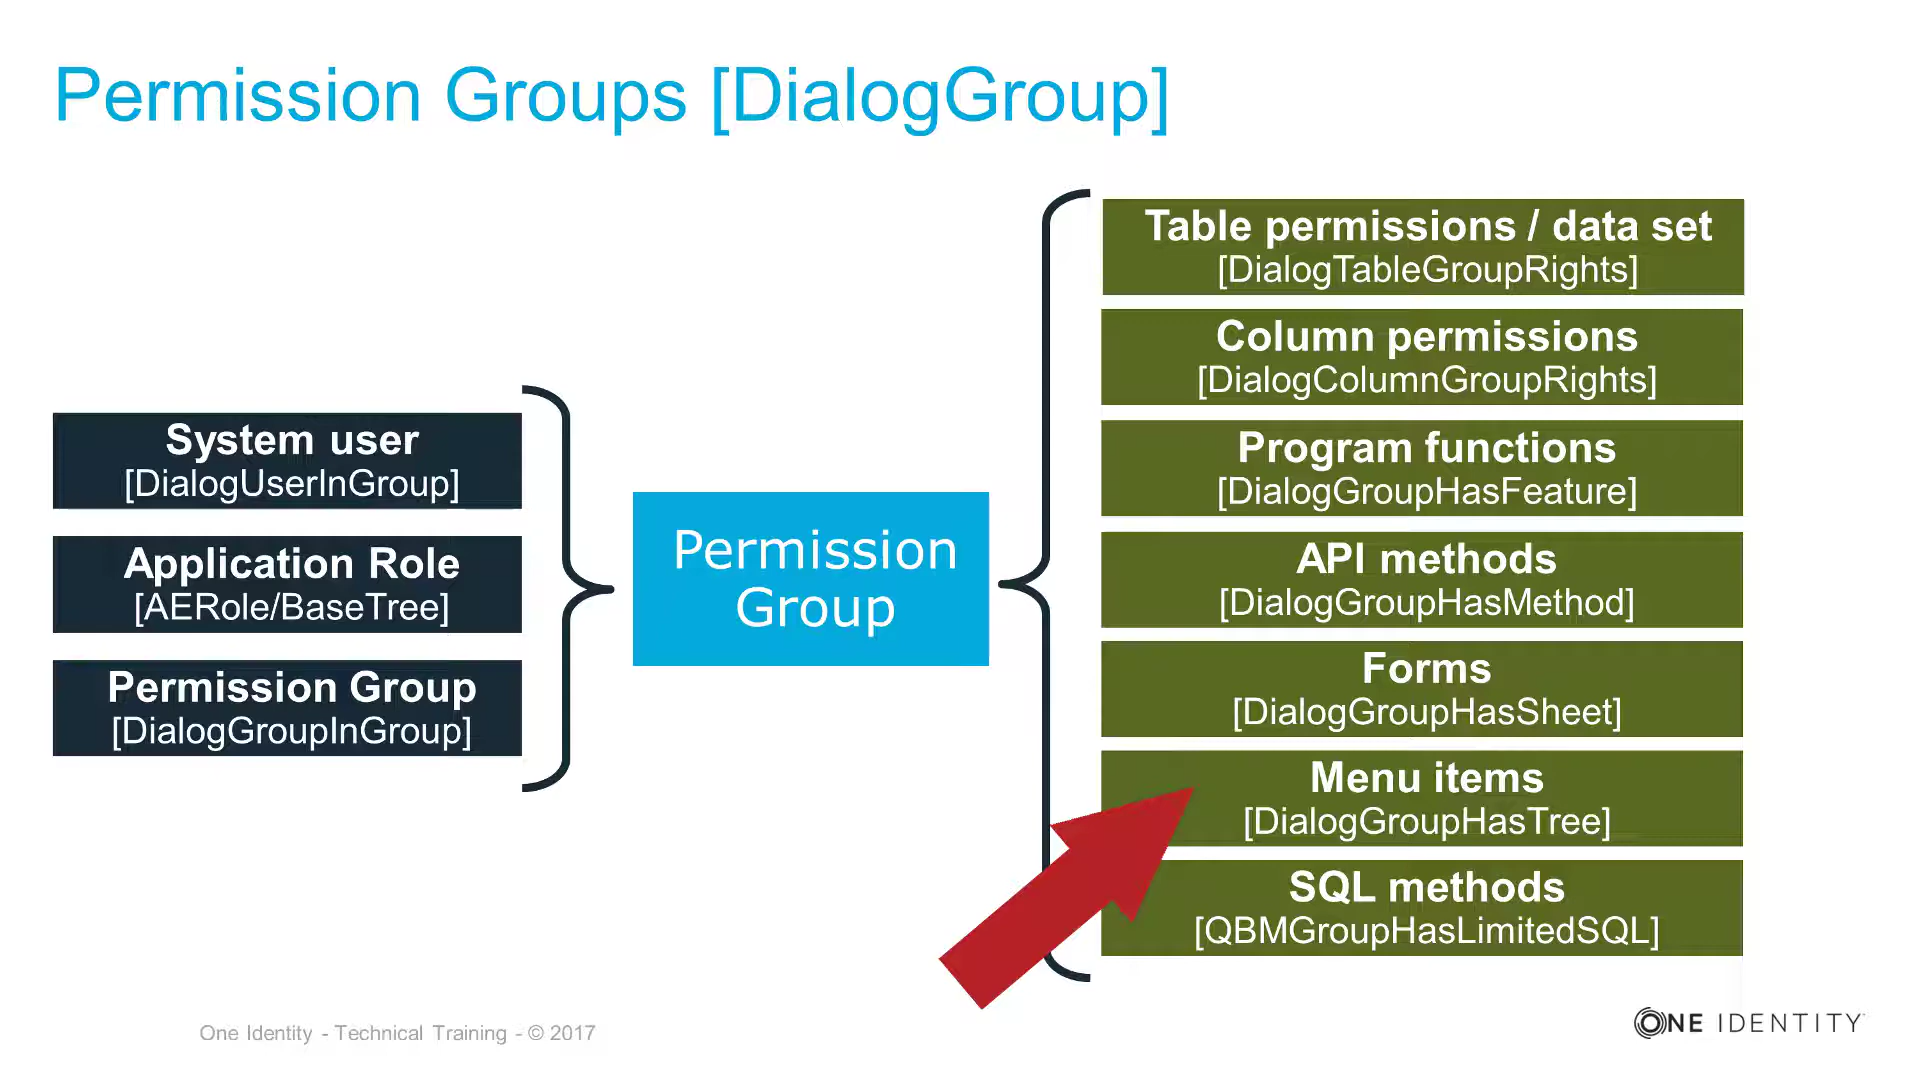 Permission Groups [DialogGroup]
System user
[DialogUserInGroup]
Application Role
[AERole/BaseTree]
Permission Group
[DialogGroupInGroup]
Permission
Group
Table permissions / data set
[DialogTableGroupRights]
Column permissions
[DialogColumnGroupRights]
Program functions
[DialogGroupHasFeature]
API methods
[DialogGroupHasMethod]
Forms
[DialogGroupHasSheet]
Menu items
[DialogGroupHasTree]
SQL methods
[QBMGroupHasLimitedSQL]
One Identity - Technical Training - © 2017
ONE IDENTITY